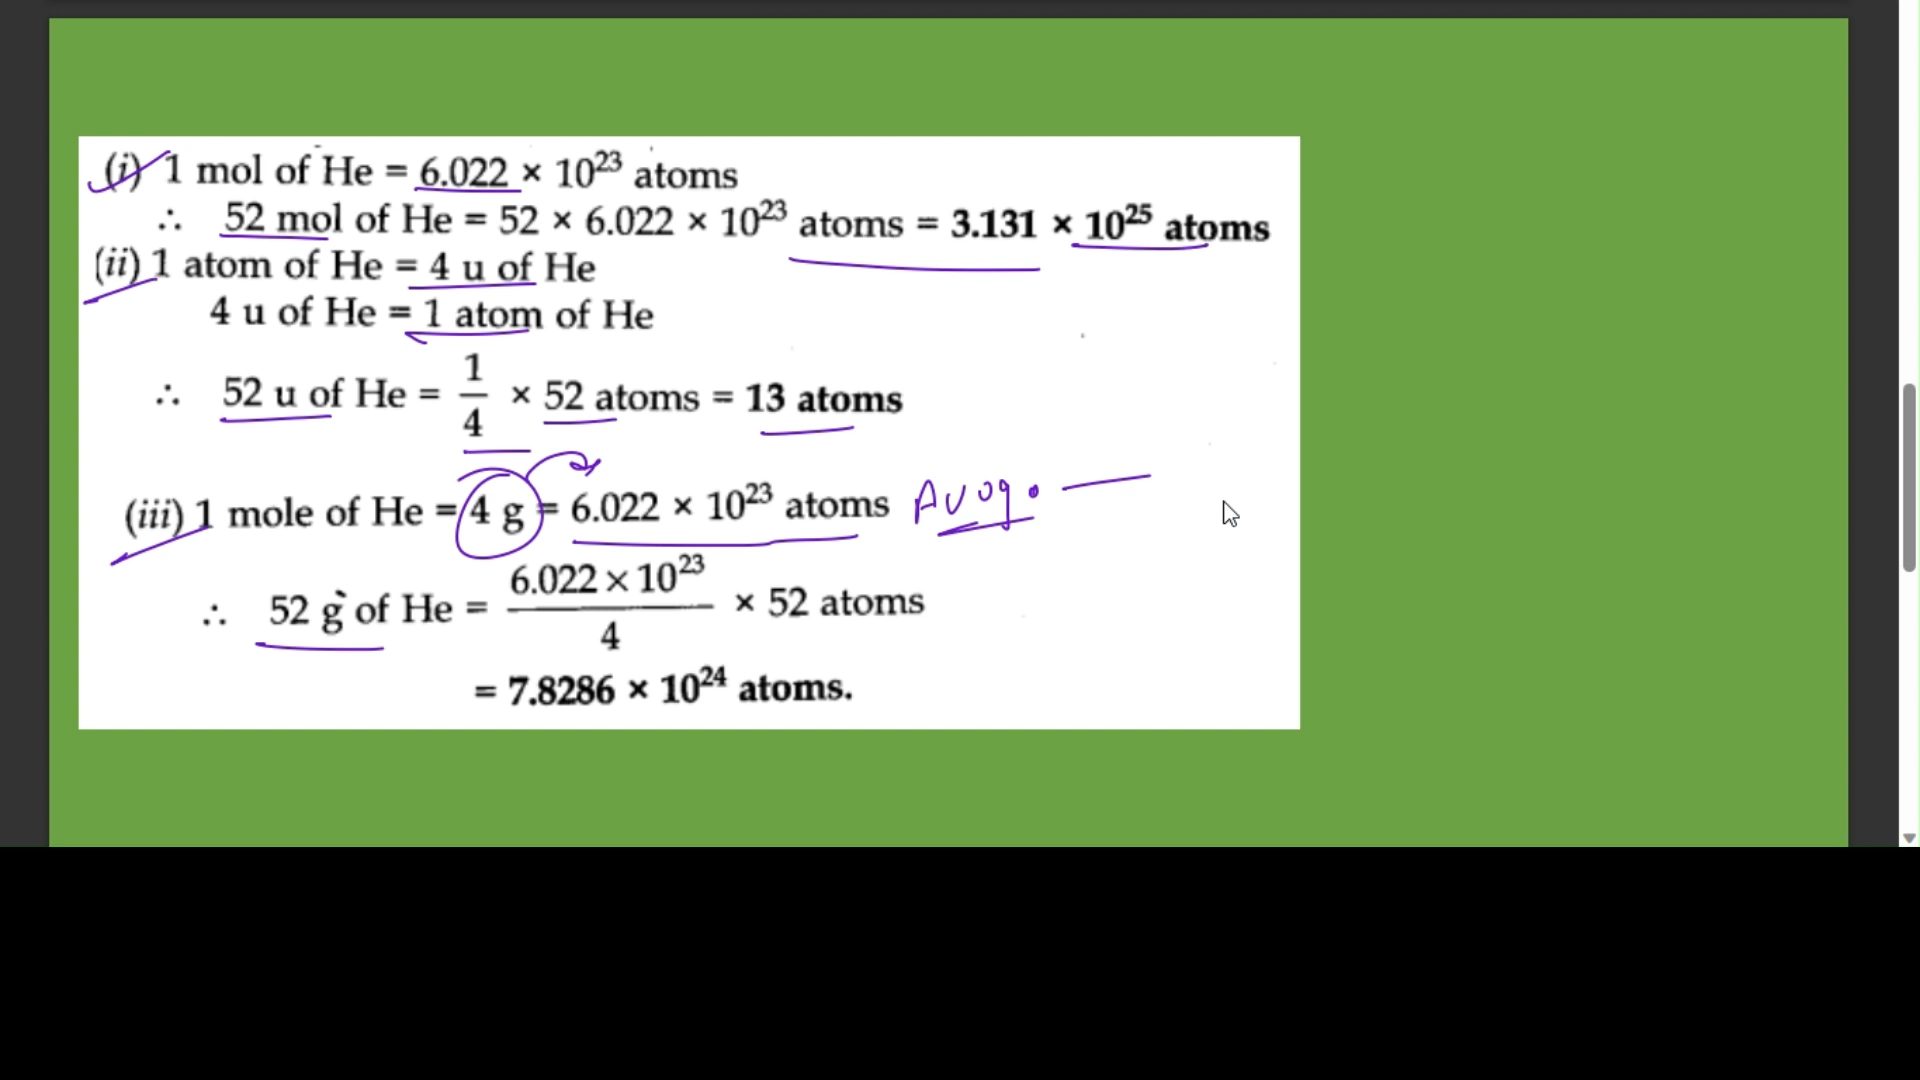 (i) 1 mol of He = 6.022 × 10²³ atoms
∴ 52 mol of He = 52 × 6.022 × 10²³ atoms = 3.131 × 10²⁵ atoms
(ii) 1 atom of He = 4 u of He
4 u of He = 1 atom of He
∴ 52 u of He = 1/4 × 52 atoms = 13 atoms
(iii) 1 mole of He = 4 g = 6.022 × 10²³ atoms Avog.
∴ 52 g of He = 6.022 × 10²³/4 × 52 atoms
= 7.8286 × 10²⁴ atoms.